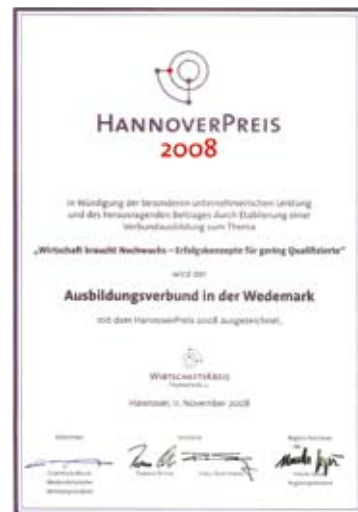 HANNOVERPREIS
2008
in Würdigung der besonderen unternehmerischen Leistung
und des herausragenden Beitrages durch Etablierung einer
Verbundausbildung zum Thema
„Wirtschaft braucht Nachwuchs – Erfolgskonzepte für gering Qualifizierte“
wird der
Ausbildungsverbund in der Wedemark
mit dem HannoverPreis 2008 ausgezeichnet.
WIRTSCHAFTSKREIS
Hannover, 11. November 2008
Region Hannover